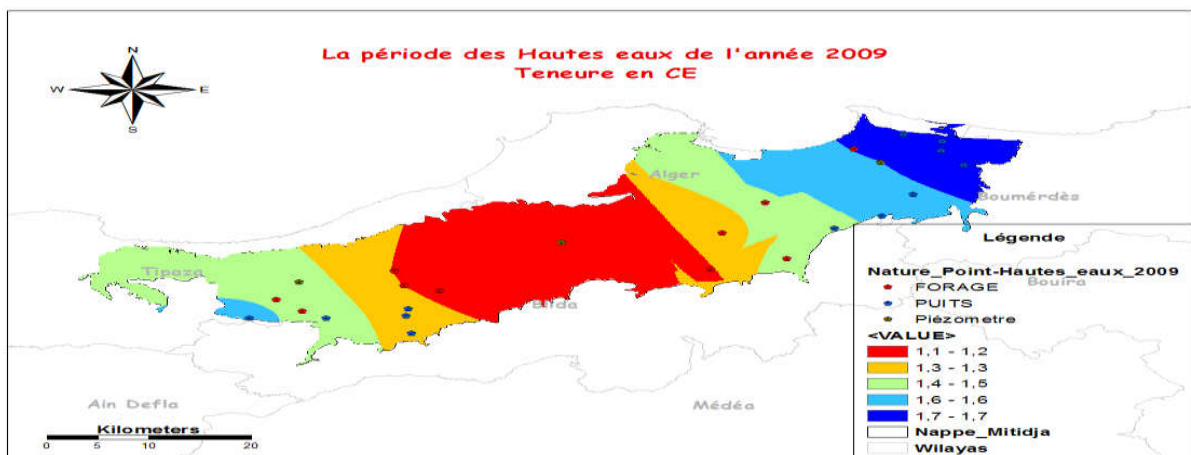 La période des Hautes eaux de l'année 2009
Teneure en CE
N
W E
S
Alger
Boumérdès
Tipaza
Blida
Ain Defla
Médéa
Bouira
Kilometers
0 5 10 20
Légende
Nature_Point-Hautes_eaux_2009
FORAGE
PUITS
Piézometre
<VALUE>
1,1 - 1,2
1,3 - 1,3
1,4 - 1,5
1,6 - 1,6
1,7 - 1,7
Nappe_Mitidja
Wilayas